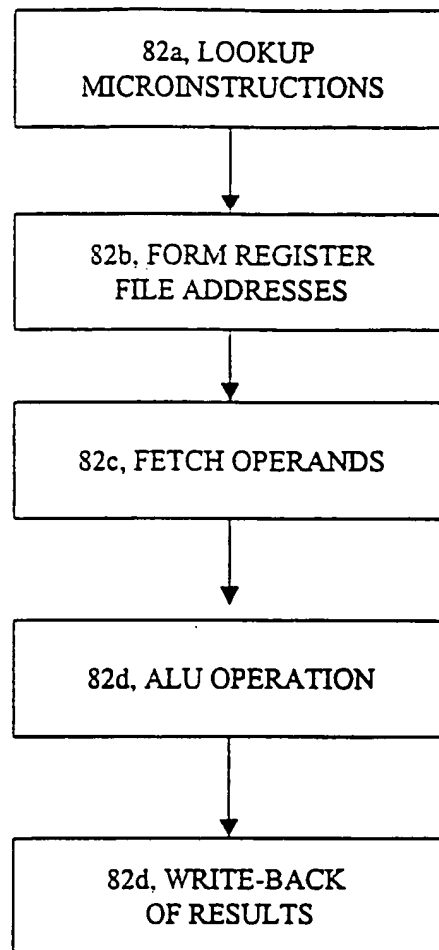 82a, LOOKUP
MICROINSTRUCTIONS
82b, FORM REGISTER
FILE ADDRESSES
82c, FETCH OPERANDS
82d, ALU OPERATION
82d, WRITE-BACK
OF RESULTS